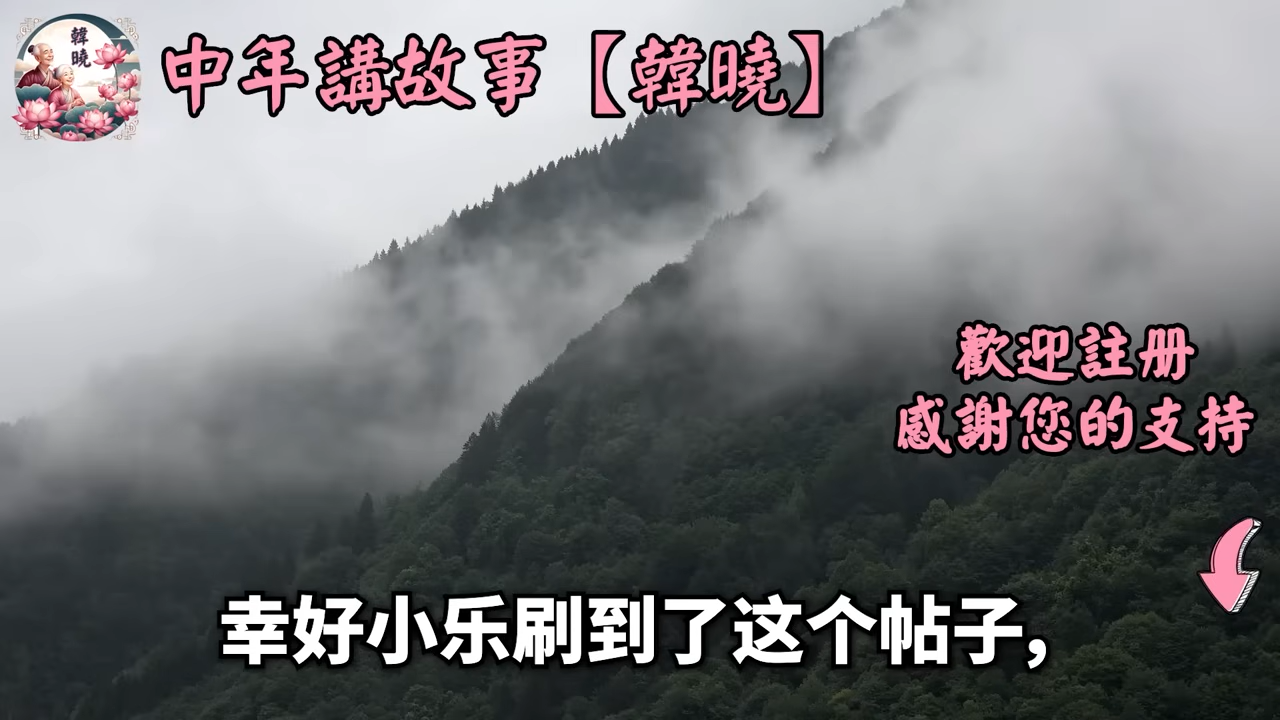 韓
曉
中年講故事【韓曉】
歡迎註册
感謝您的支持
幸好小乐刷到了这个帖子,